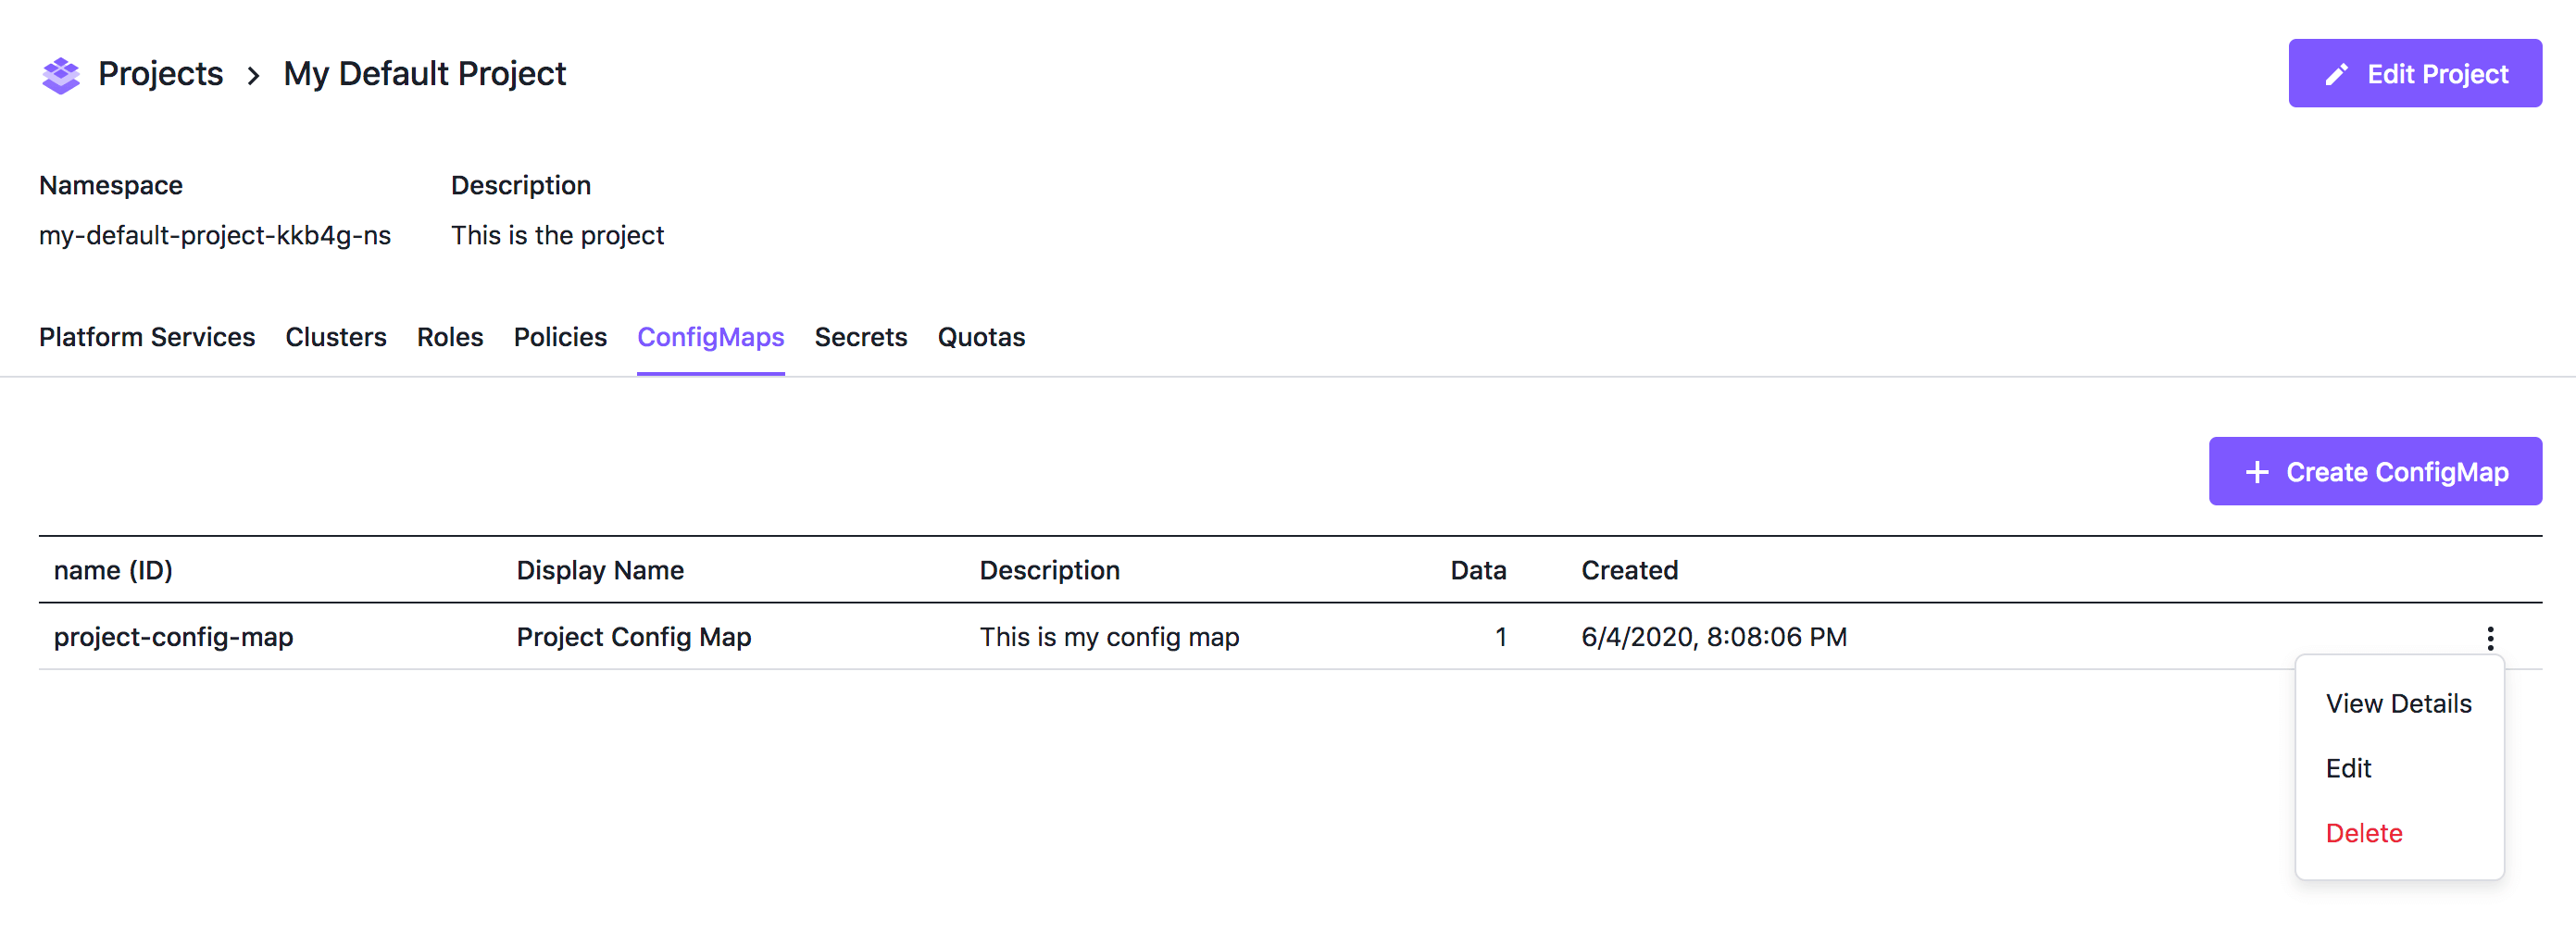 Projects > My Default Project
Edit Project
Namespace Description
my-default-project-kkb4g-ns This is the project
Platform Services Clusters Roles Policies ConfigMaps Secrets Quotas
+ Create ConfigMap
name (ID) Display Name Description Data Created
project-config-map Project Config Map This is my config map 1 6/4/2020, 8:08:06 PM
View Details
Edit
Delete